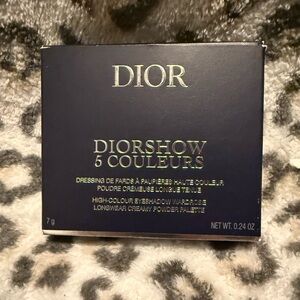 DIOR
DIORSHOW
5 COULEURS
DRESSING DE FARDS À PAUPIÈRES HAUTE COULEUR
POUDRE CRÉMEUSE LONGUE TENUE
HIGH-COLOUR EYESHADOW WARDROBE
LONGWEAR CREAMY POWDER PALETTE
7 g NET WT. 0.24 OZ